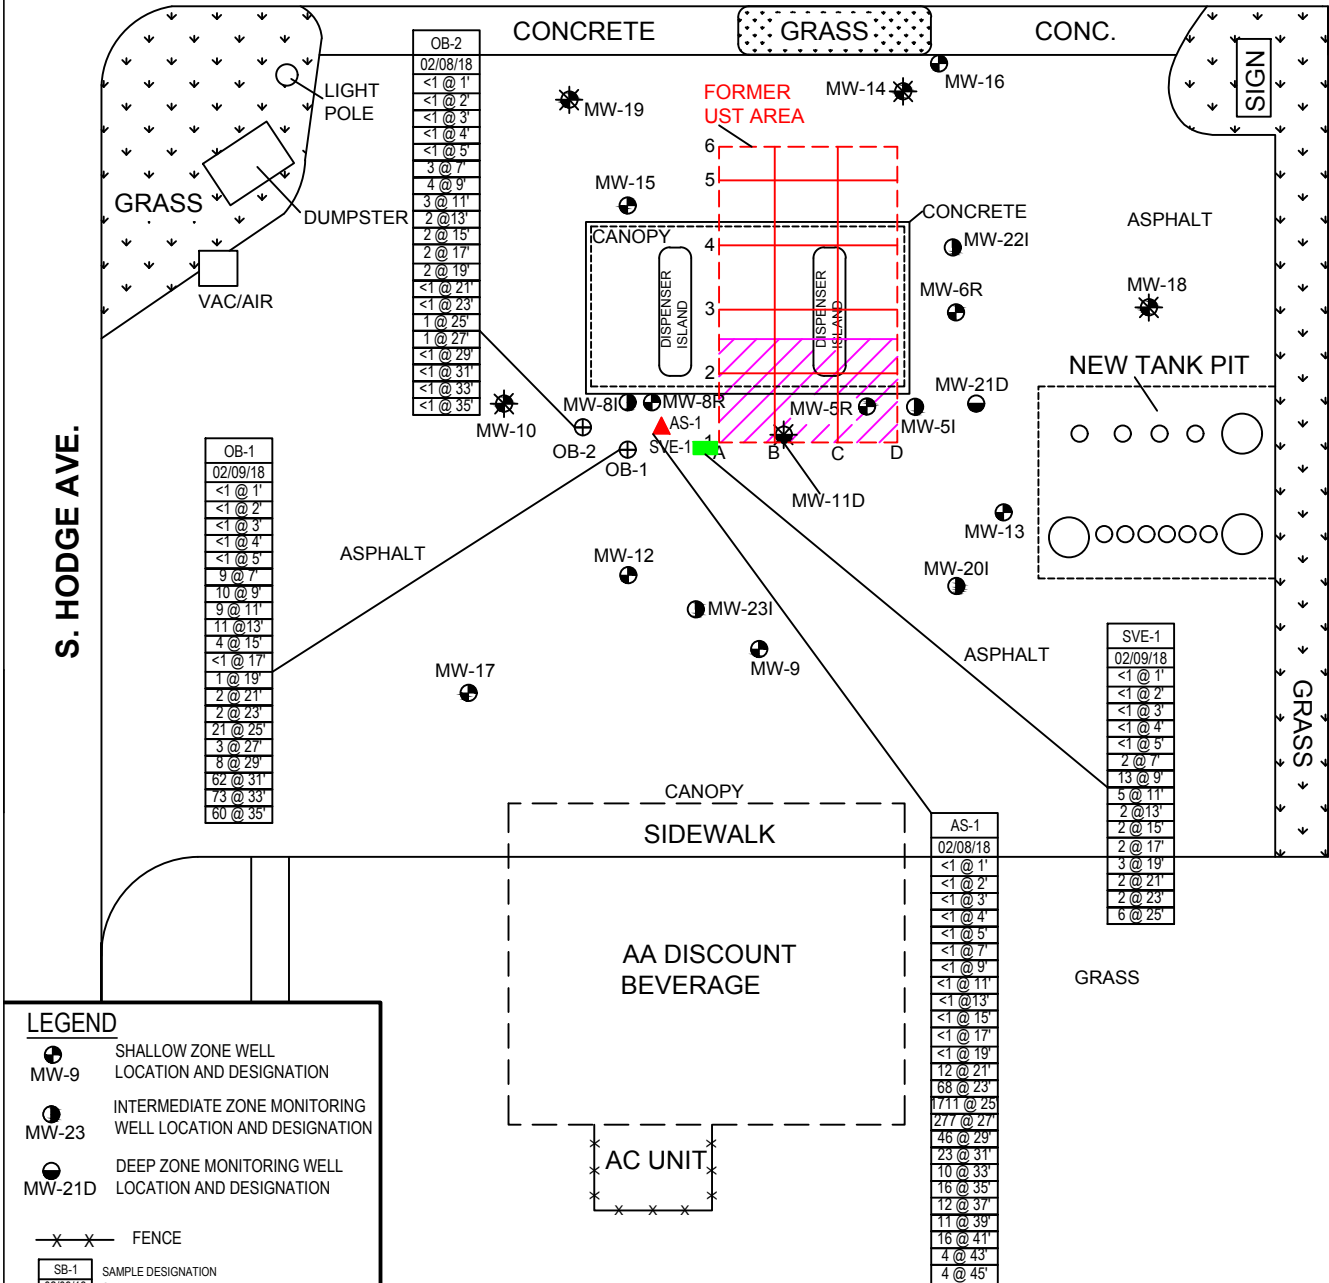 CONCRETE
GRASS
CONC.
SIGN
LIGHT
POLE
GRASS
DUMPSTER
VAC/AIR
OB-2
02/08/18
<1 @ 1'
<1 @ 2'
<1 @ 3'
<1 @ 4'
<1 @ 5'
3 @ 7'
4 @ 9'
3 @ 11'
2 @13'
2 @ 15'
2 @ 17'
2 @ 19'
<1 @ 21'
<1 @ 23'
1 @ 25'
1 @ 27'
<1 @ 29'
<1 @ 31'
<1 @ 33'
<1 @ 35'
MW-19
MW-14
MW-16
FORMER
UST AREA
6
5
4
3
2
1
A
B
C
D
MW-15
CANOPY
CONCRETE
DISPENSER
ISLAND
DISPENSER
ISLAND
MW-22I
MW-6R
ASPHALT
MW-18
NEW TANK PIT
MW-21D
MW-5I
MW-5R
MW-8I
MW-8R
AS-1
SVE-1
MW-10
OB-2
OB-1
MW-11D
MW-13
MW-20I
S. HODGE AVE.
OB-1
02/09/18
<1 @ 1'
<1 @ 2'
<1 @ 3'
<1 @ 4'
<1 @ 5'
9 @ 7'
10 @ 9'
9 @ 11'
11 @13'
4 @ 15'
<1 @ 17'
1 @ 19'
2 @ 21'
2 @ 23'
21 @ 25'
3 @ 27'
8 @ 29'
62 @ 31'
73 @ 33'
60 @ 35'
ASPHALT
MW-12
MW-23I
MW-9
MW-17
ASPHALT
GRASS
SVE-1
02/09/18
<1 @ 1'
<1 @ 2'
<1 @ 3'
<1 @ 4'
<1 @ 5'
2 @ 7'
13 @ 9'
5 @ 11'
2 @13'
2 @ 15'
2 @ 17'
3 @ 19'
2 @ 21'
2 @ 23'
6 @ 25'
CANOPY
SIDEWALK
AA DISCOUNT
BEVERAGE
AC UNIT
AS-1
02/08/18
<1 @ 1'
<1 @ 2'
<1 @ 3'
<1 @ 4'
<1 @ 5'
<1 @ 7'
<1 @ 9'
<1 @ 11'
<1 @13'
<1 @ 15'
<1 @ 17'
<1 @ 19'
12 @ 21'
68 @ 23'
1711 @ 25'
277 @ 27'
46 @ 29'
23 @ 31'
10 @ 33'
16 @ 35'
12 @ 37'
11 @ 39'
16 @ 41'
4 @ 43'
4 @ 45'
GRASS
LEGEND
MW-9
SHALLOW ZONE WELL
LOCATION AND DESIGNATION
MW-23
INTERMEDIATE ZONE MONITORING
WELL LOCATION AND DESIGNATION
MW-21D
DEEP ZONE MONITORING WELL
LOCATION AND DESIGNATION
X X FENCE
SB-1 SAMPLE DESIGNATION